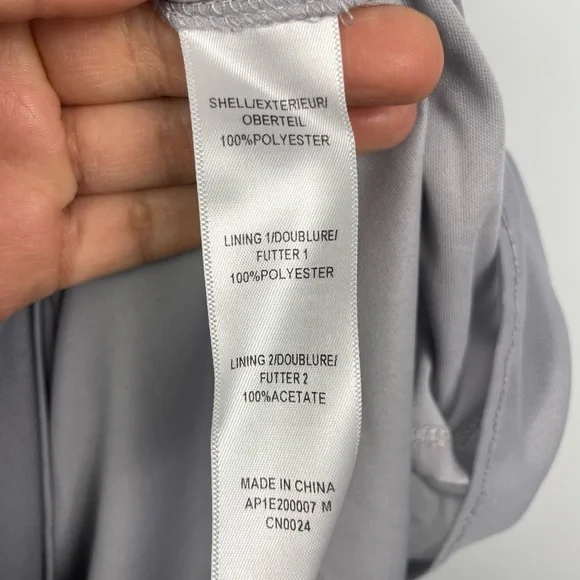 SHELL/EXTERIEUR/
OBERTEIL
100%POLYESTER
LINING 1/DOUBLURE/
FUTTER 1
100%POLYESTER
LINING 2/DOUBLURE/
FUTTER 2
100%ACETATE
MADE IN CHINA
AP1E200007 M
CN0024